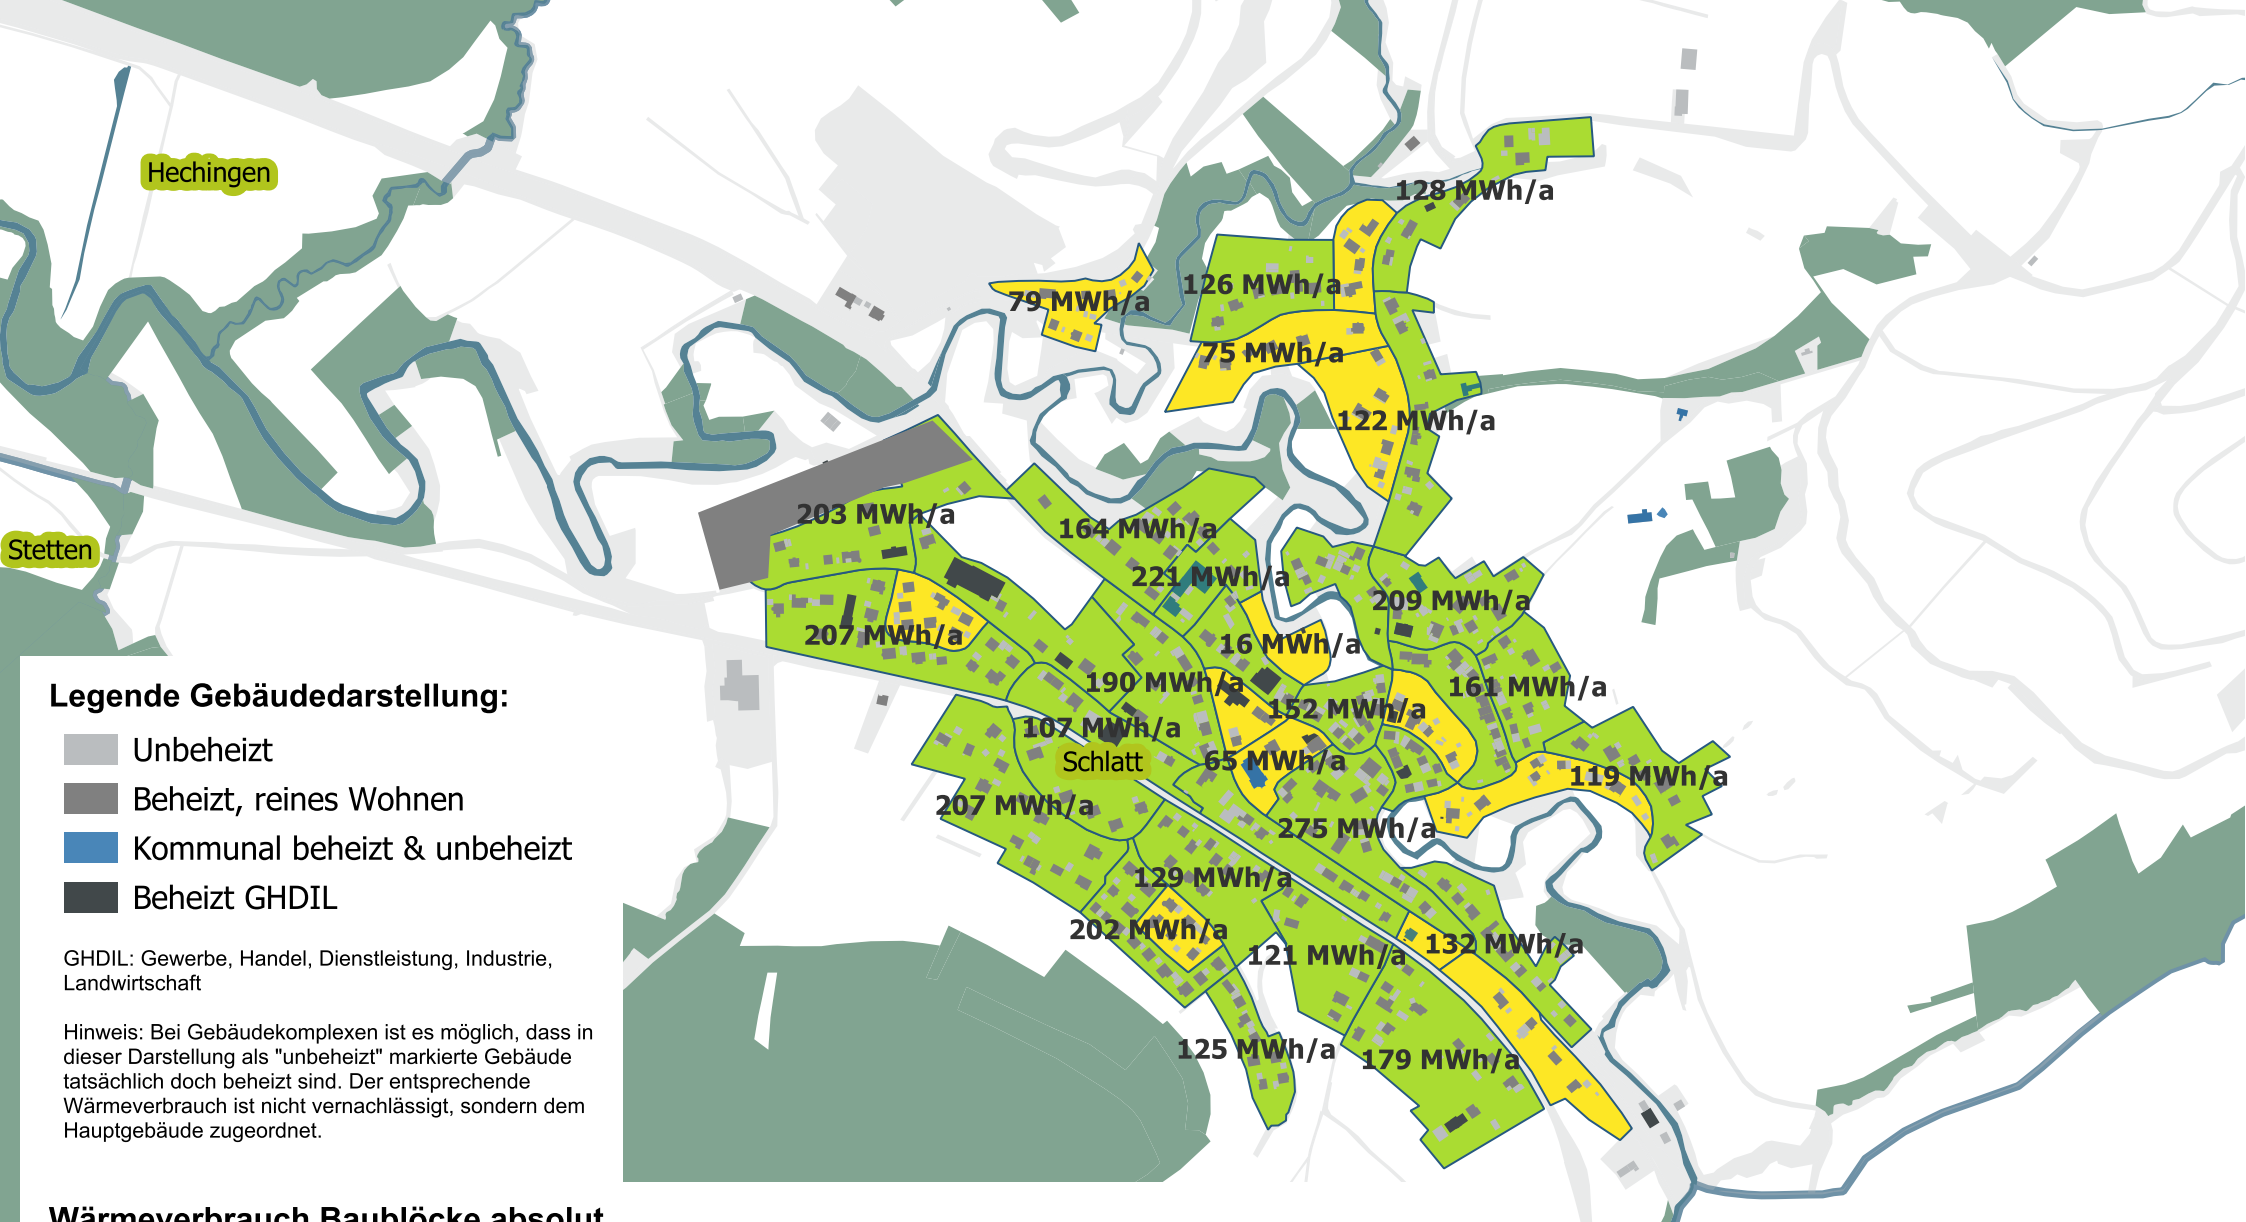 Hechingen
128 MWh/a
126 MWh/a
79 MWh/a
75 MWh/a
122 MWh/a
203 MWh/a
164 MWh/a
Stetten
221 MWh/a
209 MWh/a
207 MWh/a
16 MWh/a
190 MWh/a
161 MWh/a
152 MWh/a
107 MWh/a
Schlatt
65 MWh/a
119 MWh/a
207 MWh/a
275 MWh/a
129 MWh/a
202 MWh/a
132 MWh/a
121 MWh/a
125 MWh/a
179 MWh/a
Legende Gebäudedarstellung:
Unbeheizt
Beheizt, reines Wohnen
Kommunal beheizt & unbeheizt
Beheizt GHDIL
GHDIL: Gewerbe, Handel, Dienstleistung, Industrie,
Landwirtschaft
Hinweis: Bei Gebäudekomplexen ist es möglich, dass in
dieser Darstellung als "unbeheizt" markierte Gebäude
tatsächlich doch beheizt sind. Der entsprechende
Wärmeverbrauch ist nicht vernachlässigt, sondern dem
Hauptgebäude zugeordnet.
Wärmeverbrauch Baublöcke absolut